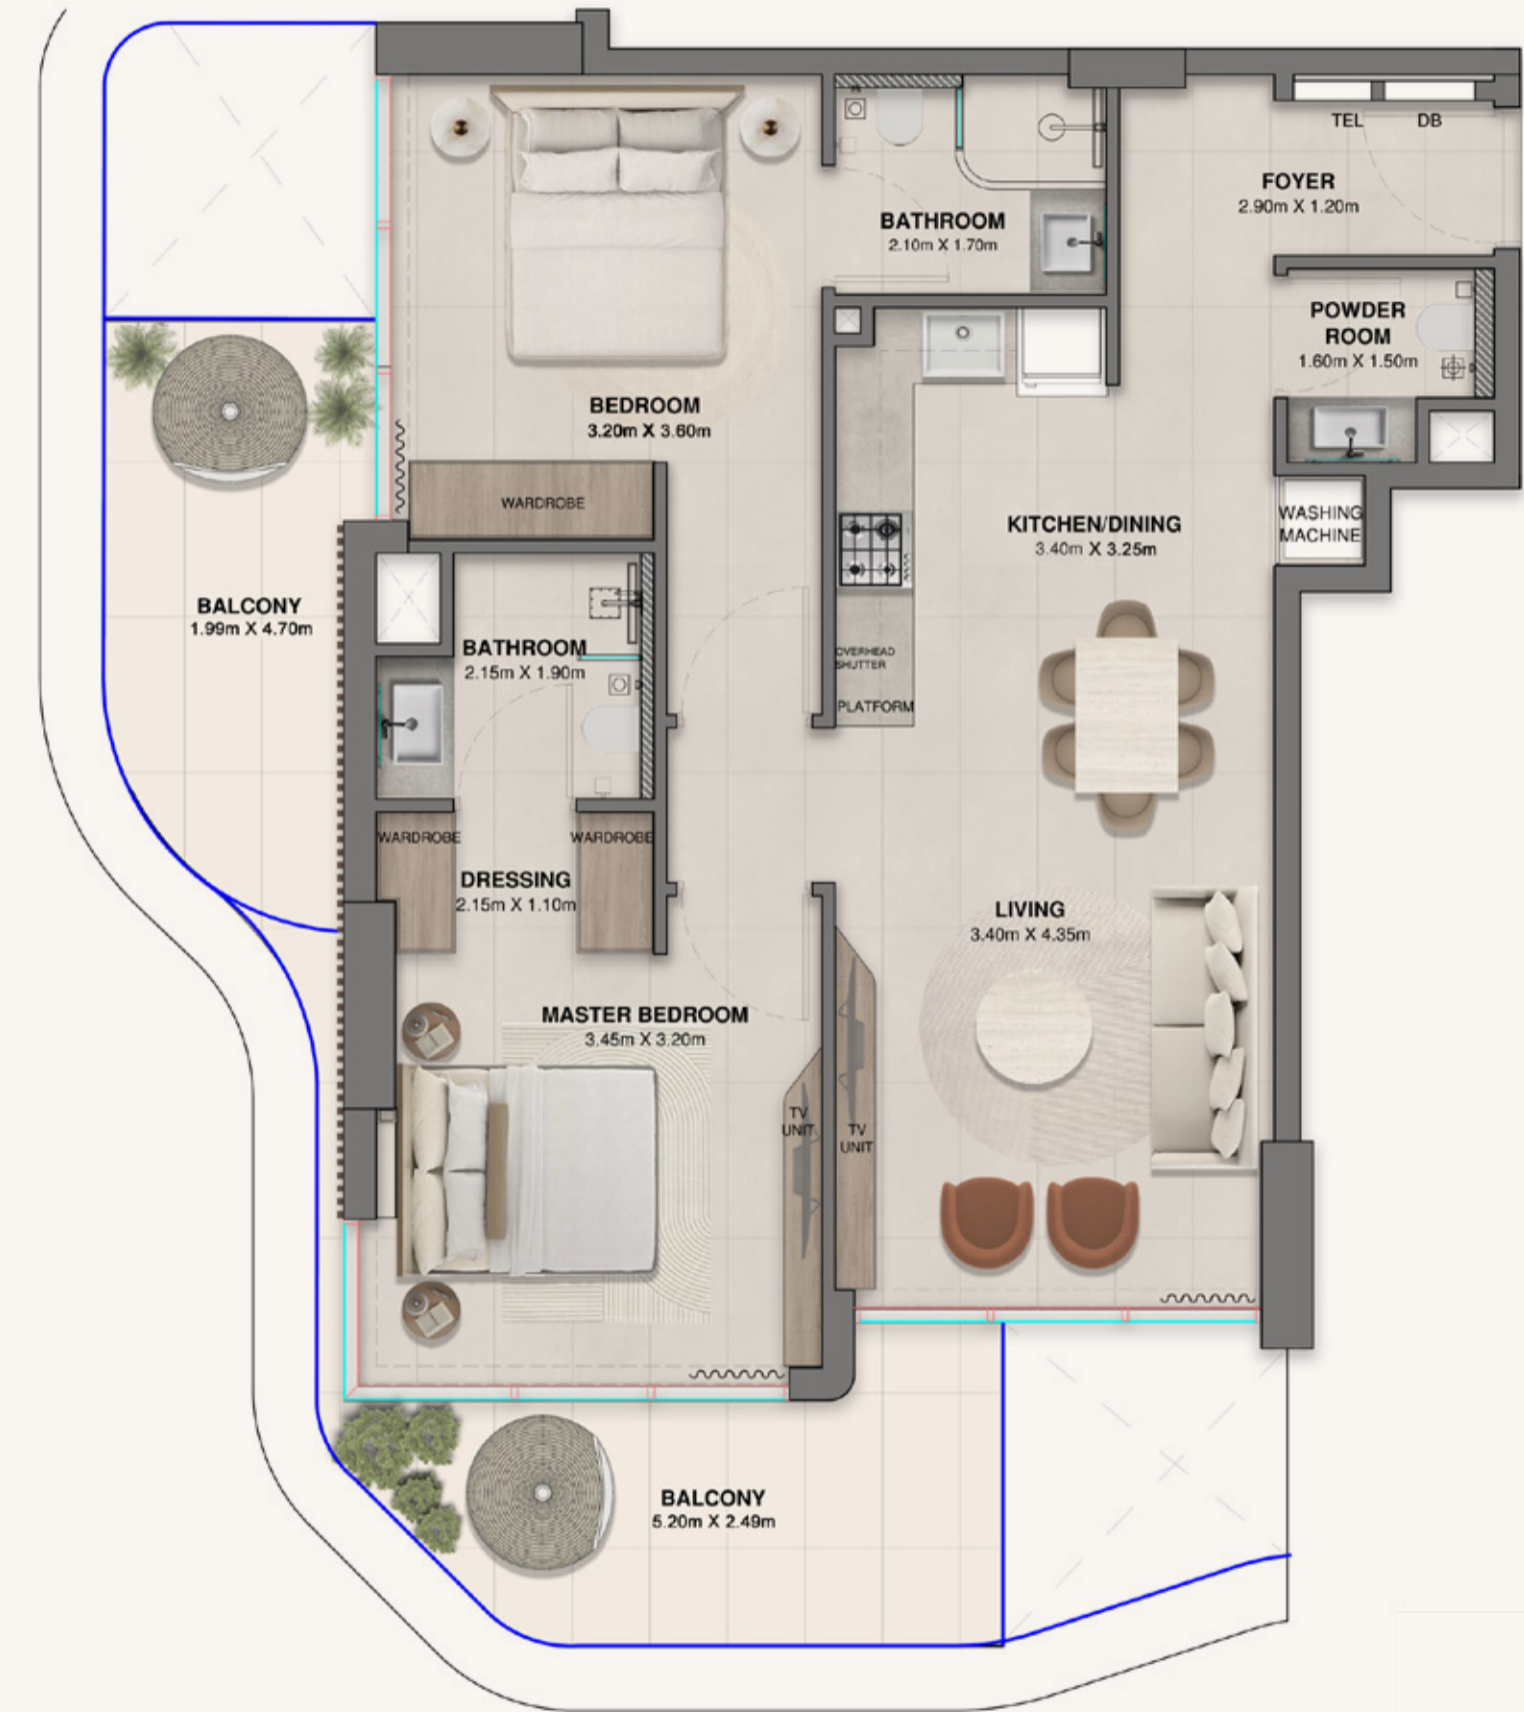 TEL
DB
FOYER
2.90m X 1.20m
BATHROOM
2.10m X 1.70m
POWDER
ROOM
1.60m X 1.50m
BEDROOM
3.20m X 3.60m
WARDROBE
KITCHEN/DINING
3.40m X 3.25m
WASHING
MACHINE
BALCONY
1.99m X 4.70m
BATHROOM
2.15m X 1.90m
OVERHEAD
SHUTTER
PLATFORM
WARDROBE
WARDROBE
DRESSING
2.15m X 1.10m
LIVING
3.40m X 4.35m
MASTER BEDROOM
3.45m X 3.20m
TV
UNIT
TV
UNIT
BALCONY
5.20m X 2.49m